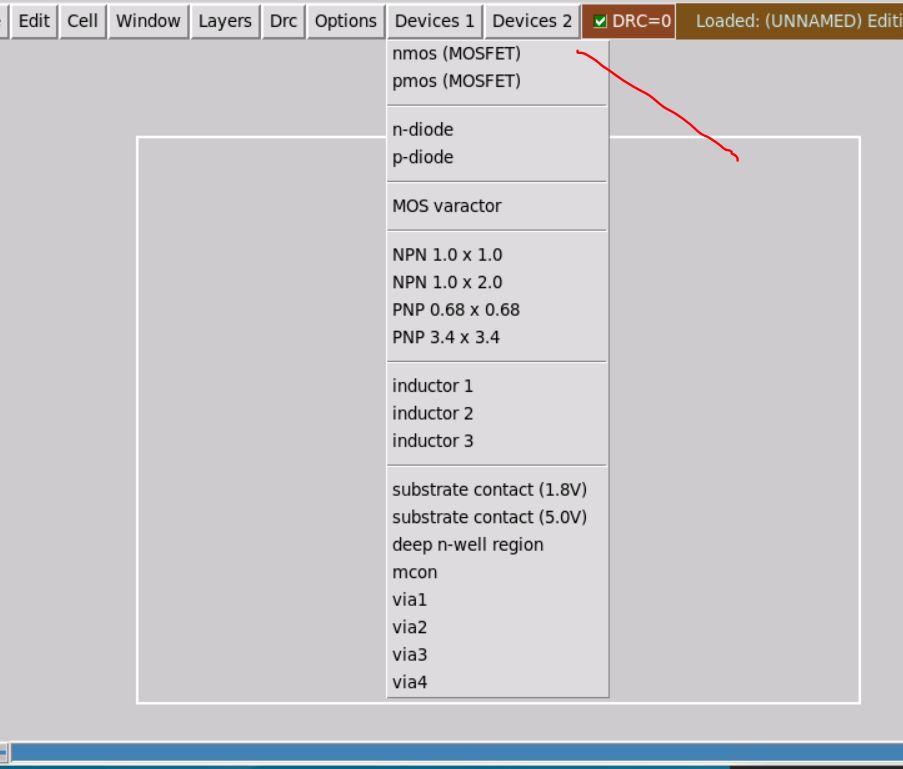 Edit Cell Window Layers Drc Options Devices 1 Devices 2 DRC=0 Loaded: (UNNAMED) Editi
nmos (MOSFET)
pmos (MOSFET)
n-diode
p-diode
MOS varactor
NPN 1.0 x 1.0
NPN 1.0 x 2.0
PNP 0.68 x 0.68
PNP 3.4 x 3.4
inductor 1
inductor 2
inductor 3
substrate contact (1.8V)
substrate contact (5.0V)
deep n-well region
mcon
via1
via2
via3
via4